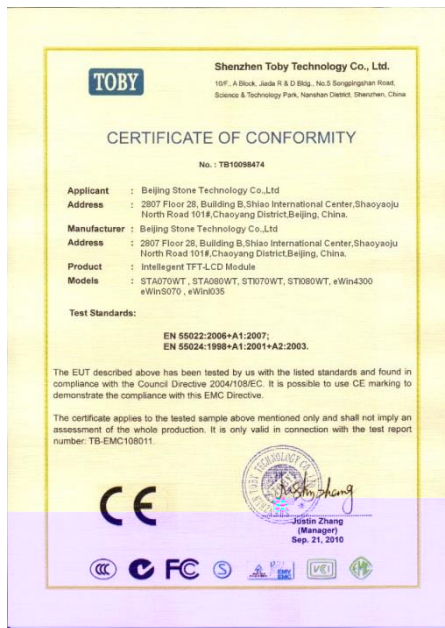 TOBY
Shenzhen Toby Technology Co., Ltd.
10/F., A Block, Jiada R & D Bldg., No.5 Songpingshan Road,
Science & Technology Park, Nanshan District, Shenzhen, China
CERTIFICATE OF CONFORMITY
No. : TB10098474
Applicant : Beijing Stone Technology Co.,Ltd
Address : 2807 Floor 28, Building B,Shiao International Center,Shaoyaoju
North Road 101#,Chaoyang District,Beijing, China.
Manufacturer : Beijing Stone Technology Co.,Ltd
Address : 2807 Floor 28, Building B,Shiao International Center,Shaoyaoju
North Road 101#,Chaoyang District,Beijing, China.
Product : Intellegent TFT-LCD Module
Models : STA070WT , STA080WT, STI070WT, STI080WT, eWin4300
eWinS070 , eWinI035
Test Standards:
EN 55022:2006+A1:2007;
EN 55024:1998+A1:2001+A2:2003.
The EUT described above has been tested by us with the listed standards and found in
compliance with the Council Directive 2004/108/EC. It is possible to use CE marking to
demonstrate the compliance with this EMC Directive.
The certificate applies to the tested sample above mentioned only and shall not imply an
assessment of the whole production. It is only valid in connection with the test report
number: TB-EMC108011.
CE
Justin Zhang
(Manager)
Sep. 21, 2010
CCC FC S EMV EMC VCI